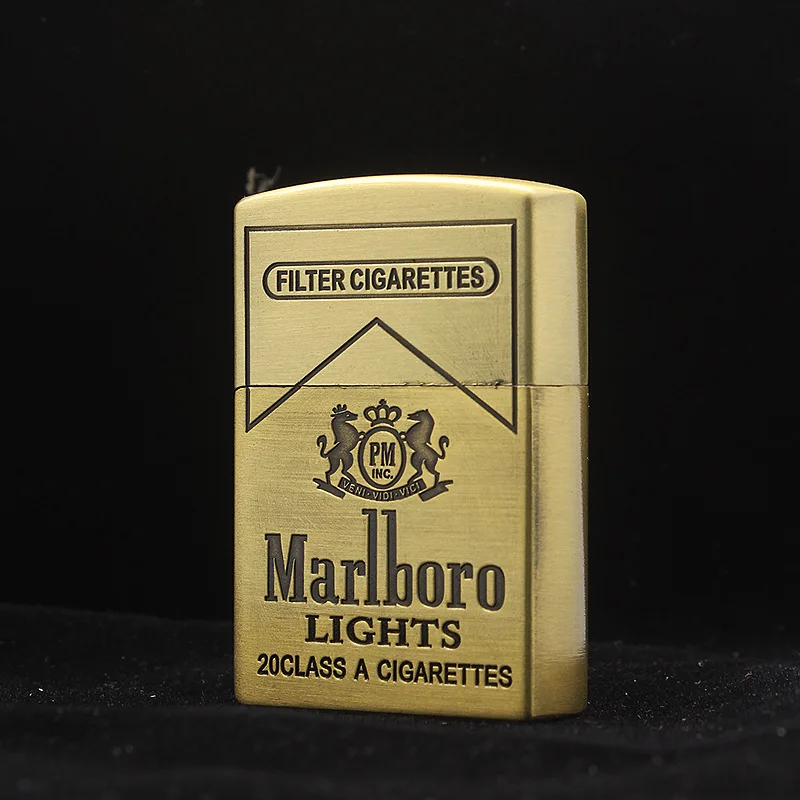 FILTER CIGARETTES
PM
INC.
VENI·VIDI·VICI
Marlboro
LIGHTS
20CLASS A CIGARETTES